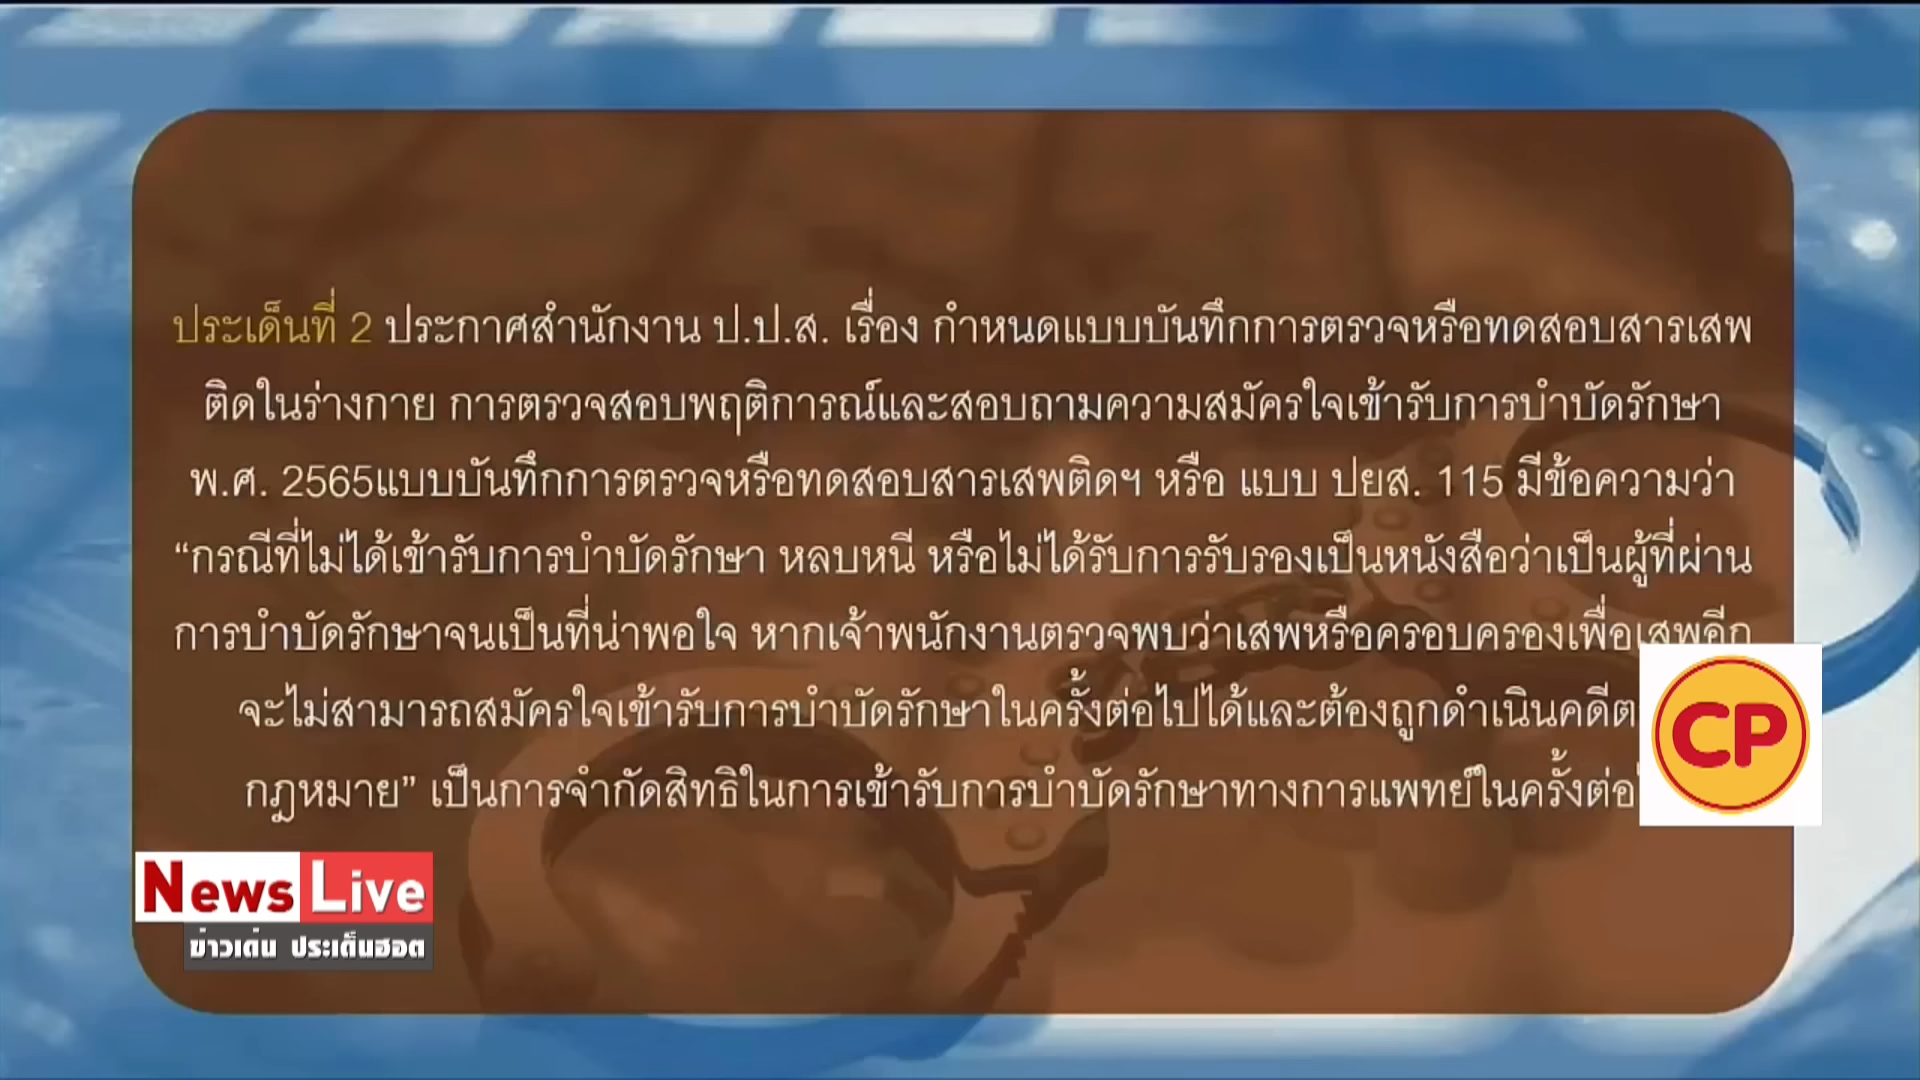 ประเด็นที่ 2 ประกาศสำนักงาน ป.ป.ส. เรื่อง กำหนดแบบบันทึกการตรวจหรือทดสอบสารเสพ
ติดในร่างกาย การตรวจสอบพฤติการณ์และสอบถามความสมัครใจเข้ารับการบำบัดรักษา
พ.ศ. 2565แบบบันทึกการตรวจหรือทดสอบสารเสพติดฯ หรือ แบบ ปยส. 115 มีข้อความว่า
“กรณีที่ไม่ได้เข้ารับการบำบัดรักษา หลบหนี หรือไม่ได้รับการรับรองเป็นหนังสือว่าเป็นผู้ที่ผ่าน
การบำบัดรักษาจนเป็นที่น่าพอใจ หากเจ้าพนักงานตรวจพบว่าเสพหรือครอบครองเพื่อเสพอีก
จะไม่สามารถสมัครใจเข้ารับการบำบัดรักษาในครั้งต่อไปได้และต้องถูกดำเนินคดีต
กฎหมาย” เป็นการจำกัดสิทธิในการเข้ารับการบำบัดรักษาทางการแพทย์ในครั้งต่อ
CP
News Live
ข่าวเด่น ประเด็นฮอต